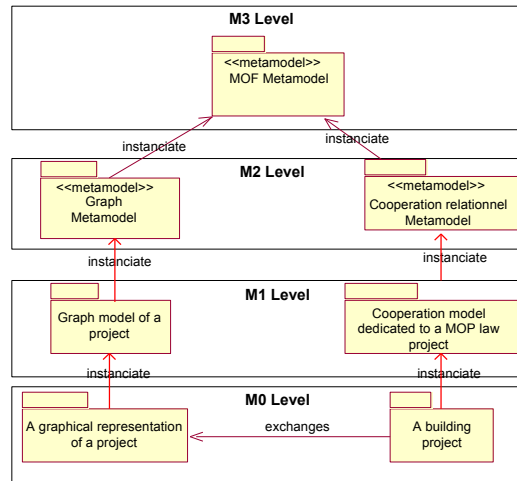 M3 Level
<<metamodel>>
MOF Metamodel
instanciate
instanciate
M2 Level
<<metamodel>>
Graph
Metamodel
<<metamodel>>
Cooperation relationnel
Metamodel
instanciate
instanciate
M1 Level
Graph model of a
project
Cooperation model
dedicated to a MOP law
project
instanciate
instanciate
M0 Level
A graphical representation
of a project
exchanges
A building
project